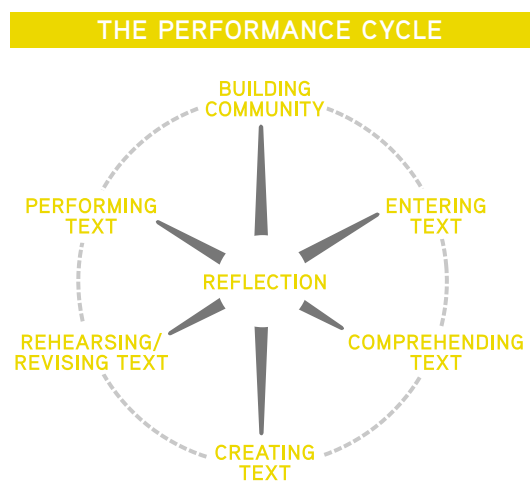 THE PERFORMANCE CYCLE
BUILDING
COMMUNITY
ENTERING
TEXT
COMPREHENDING
TEXT
CREATING
TEXT
REHEARSING/
REVISING TEXT
PERFORMING
TEXT
REFLECTION